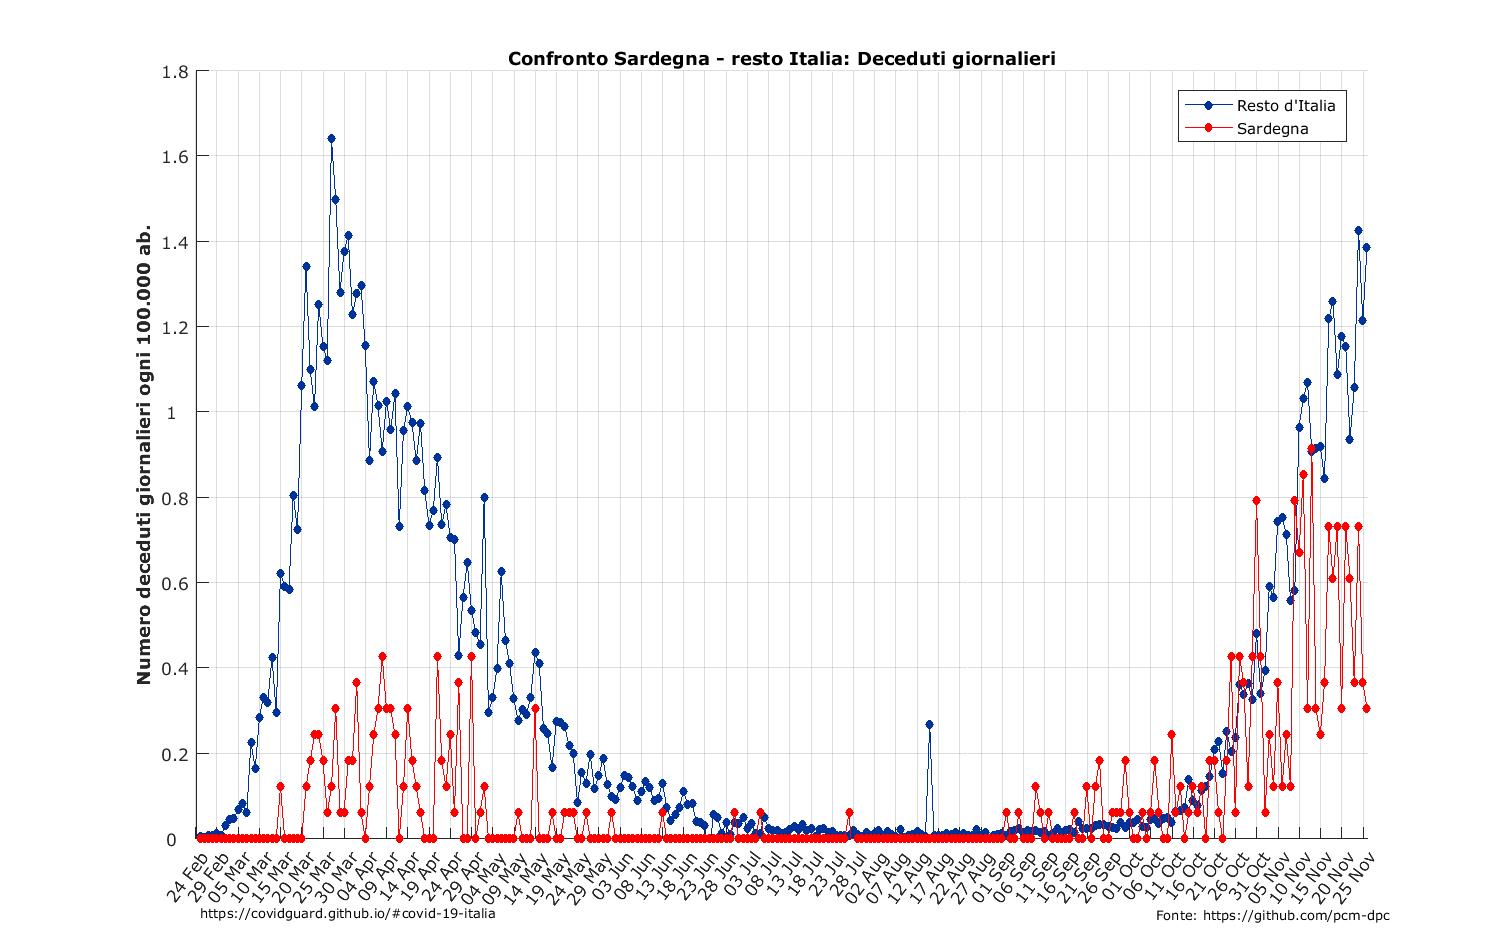 Confronto Sardegna - resto Italia: Deceduti giornalieri
Numero deceduti giornalieri ogni 100.000 ab.
1.8
1.6
1.4
1.2
1
0.8
0.6
0.4
0.2
0
Resto d'Italia
Sardegna
24 Feb
29 Feb
05 Mar
10 Mar
15 Mar
20 Mar
25 Mar
30 Mar
04 Apr
09 Apr
14 Apr
19 Apr
24 Apr
29 Apr
04 May
09 May
14 May
19 May
24 May
29 May
03 Jun
08 Jun
13 Jun
18 Jun
23 Jun
28 Jun
03 Jul
08 Jul
13 Jul
18 Jul
23 Jul
28 Jul
02 Aug
07 Aug
12 Aug
17 Aug
22 Aug
27 Aug
01 Sep
06 Sep
11 Sep
16 Sep
21 Sep
26 Sep
01 Oct
06 Oct
11 Oct
16 Oct
21 Oct
26 Oct
31 Oct
05 Nov
10 Nov
15 Nov
20 Nov
25 Nov
https://covidguard.github.io/#covid-19-italia
Fonte: https://github.com/pcm-dpc